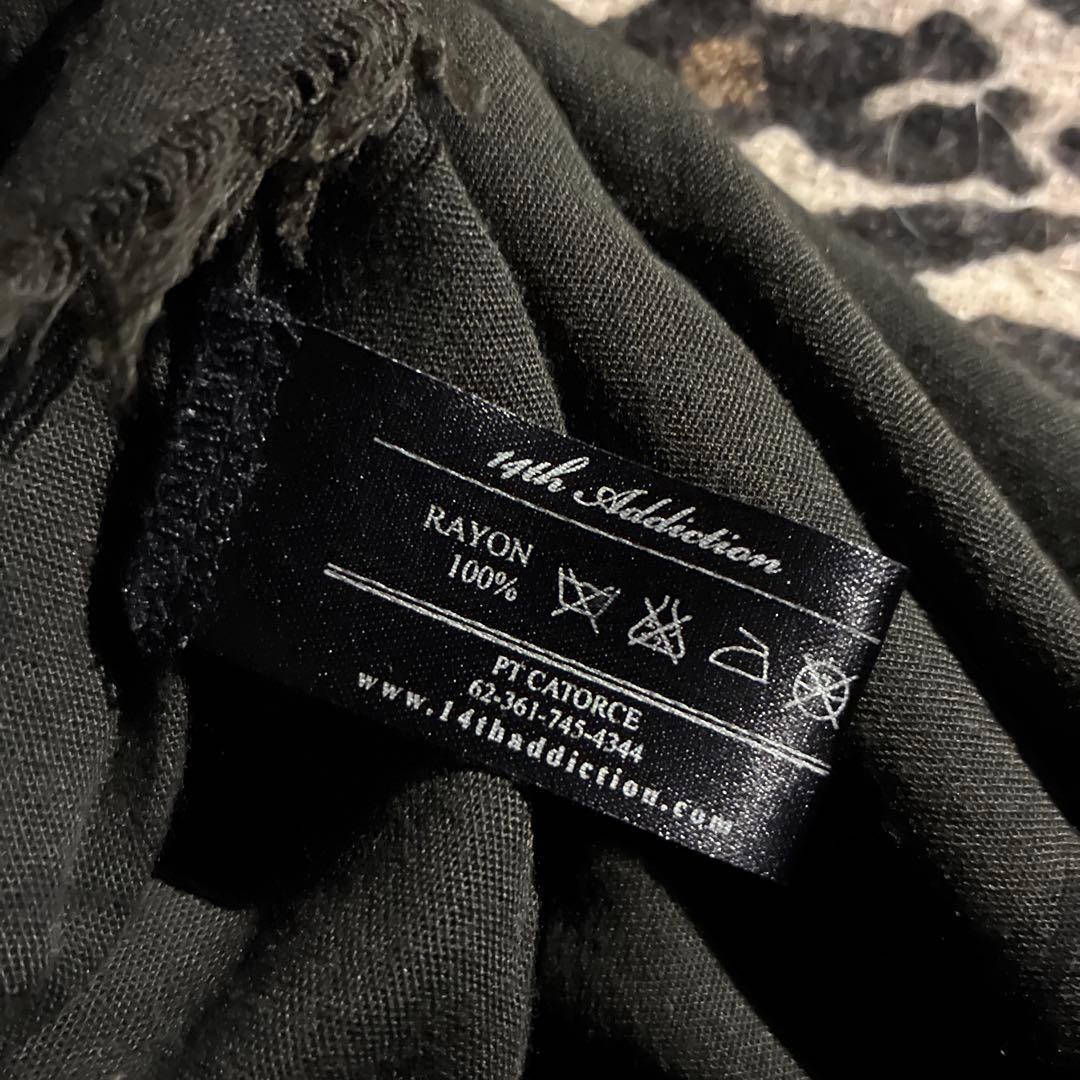 14th Addiction
RAYON
100%
PT CATORCE
62-361-745-4344
www.14thaddiction.com